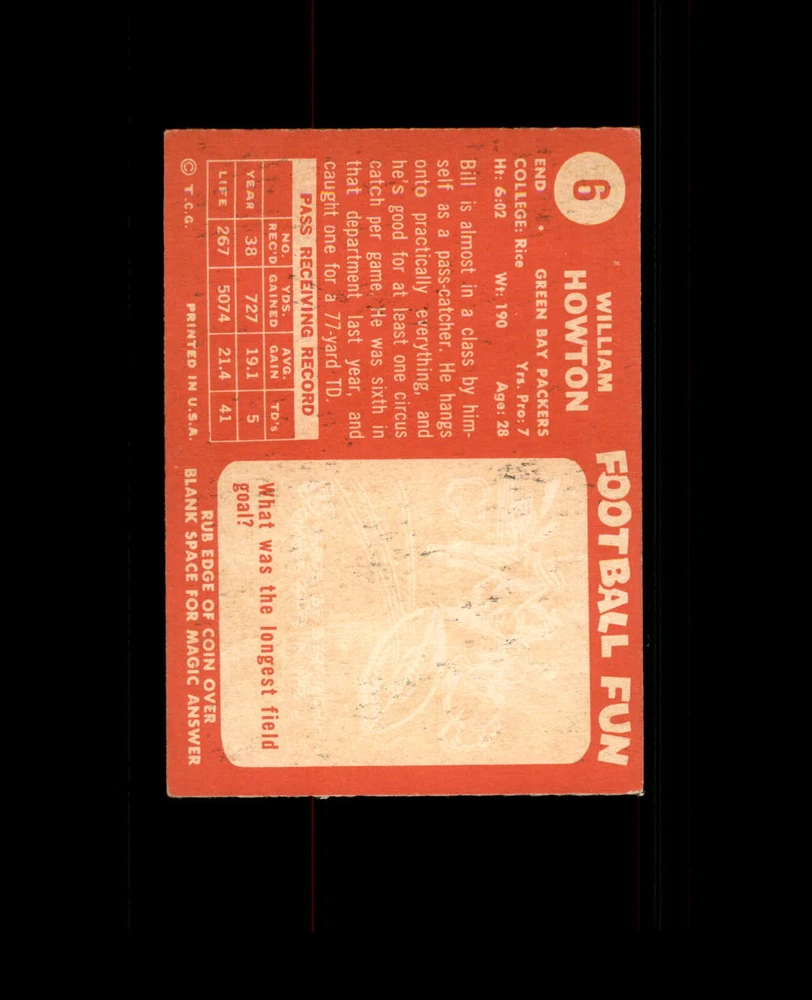 6
WILLIAM
HOWTON
END • GREEN BAY PACKERS
COLLEGE: Rice Yrs. Pro: 7
Ht: 6:02 Wt: 190 Age: 28
Bill is almost in a class by him-
self as a pass-catcher. He hangs
onto practically everything, and
he's good for at least one circus
catch per game. He was sixth in
that department last year, and
caught one for a 77-yard TD.
PASS RECEIVING RECORD
NO. REC'D YDS. GAINED AVG. GAIN TD's
YEAR 38 727 19.1 5
LIFE 267 5074 21.4 41
© T.C.G. PRINTED IN U.S.A.
FOOTBALL FUN
What was the longest field
goal?
RUB EDGE OF COIN OVER
BLANK SPACE FOR MAGIC ANSWER